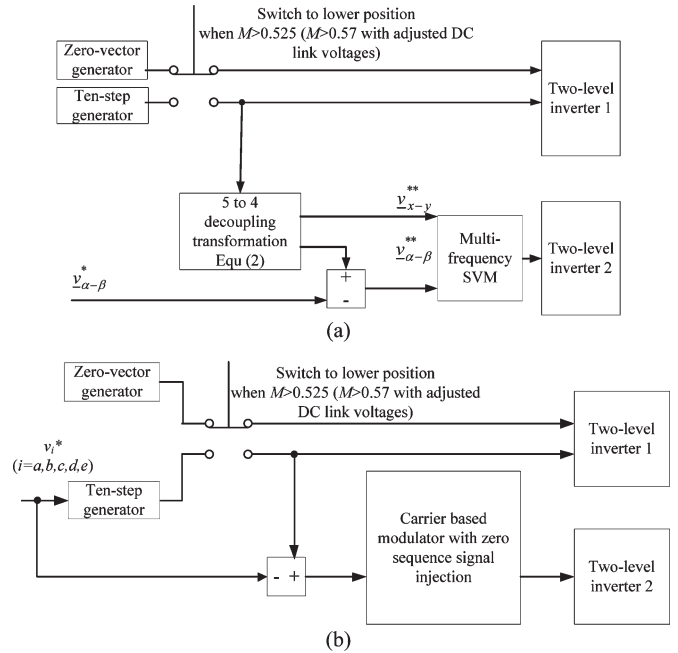 Switch to lower position
when M>0.525 (M>0.57 with adjusted DC
link voltages)
Zero-vector
generator
Ten-step
generator
Two-level
inverter 1
5 to 4
decoupling
transformation
Equ (2)
v**x−y
v**α−β
Multi-
frequency
SVM
Two-level
inverter 2
v*α−β
+
-
(a)
Zero-vector
generator
Switch to lower position
when M>0.525 (M>0.57 with adjusted
DC link voltages)
Two-level
inverter 1
vi*
(i=a,b,c,d,e)
Ten-step
generator
Carrier based
modulator with zero
sequence signal
injection
- +
Two-level
inverter 2
(b)